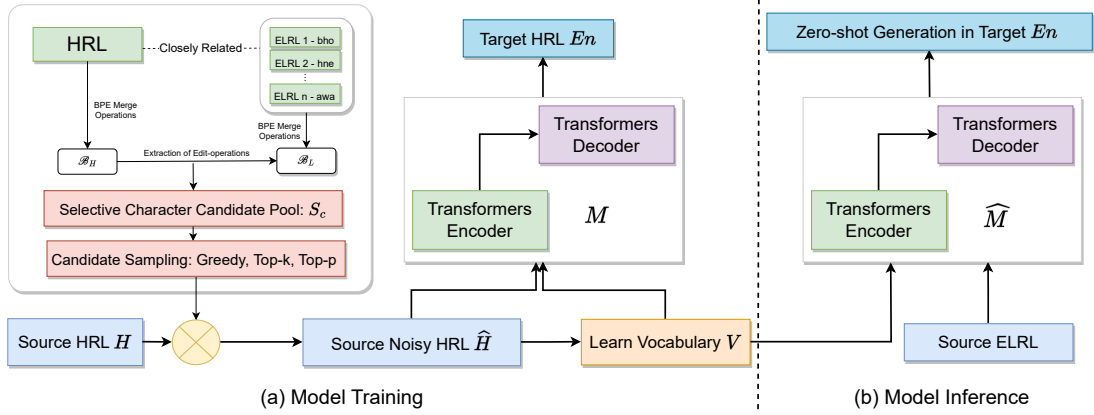 HRL
Closely Related
ELRL 1 - bho
ELRL 2 - hne
⋮
ELRL n - awa
BPE Merge
Operations
BPE Merge
Operations
ℬ_H
Extraction of Edit-operations
ℬ_L
Selective Character Candidate Pool: S_c
Candidate Sampling: Greedy, Top-k, Top-p
Source HRL H
Source Noisy HRL Ĥ
Learn Vocabulary V
Target HRL En
Transformers
Decoder
Transformers
Encoder
M
(a) Model Training
Zero-shot Generation in Target En
Transformers
Decoder
Transformers
Encoder
M̂
Source ELRL
(b) Model Inference